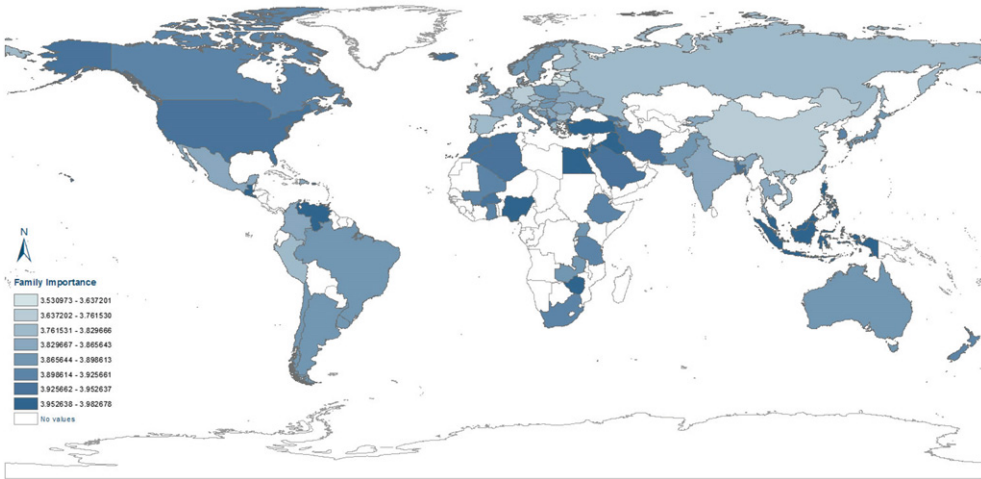 N
Family Importance
3.530973 - 3.637201
3.637202 - 3.761530
3.761531 - 3.829666
3.829667 - 3.865643
3.865644 - 3.898613
3.898614 - 3.925661
3.925662 - 3.952637
3.952638 - 3.982678
No values